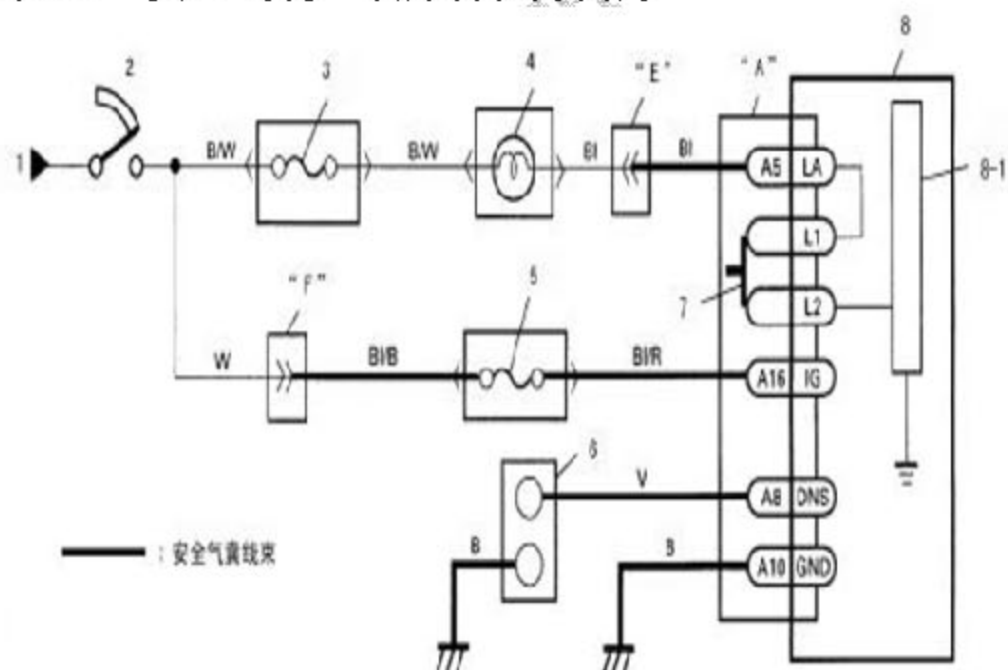 8
2
3
4
"E"
"A"
1
B/W
B/W
Bl
Bl
A5 LA
8-1
L1
"F"
5
7
L2
W
Bl/B
Bl/R
A16 IG
6
V
A8 DNS
：安全气囊线束
B
B
A10 GND